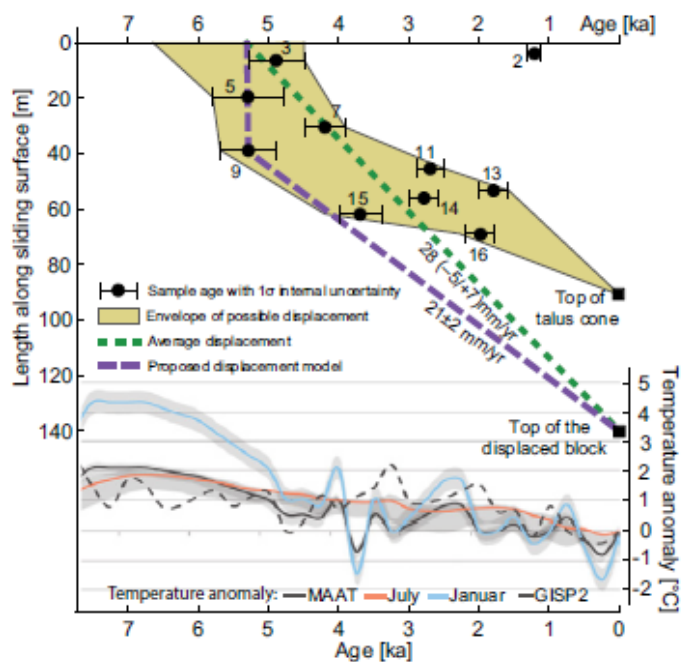 7 6 5 4 3 2 1 Age [ka]
Length along sliding surface [m]
0
20
40
60
80
100
120
140
3
2
5
7
9
11
13
15
14
16
28 (−5/+7)mm/yr
21±2 mm/yr
Sample age with 1σ internal uncertainty
Envelope of possible displacement
Average displacement
Proposed displacement model
Top of
talus cone
Top of the
displaced block
Temperature anomaly [°C]
5
4
3
2
1
0
-1
-2
Temperature anomaly: MAAT July Januar GISP2
7 6 5 4 3 2 1 0
Age [ka]